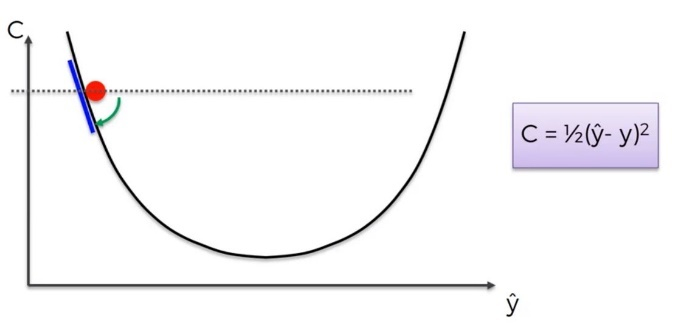 C
C = ½(ŷ- y)²
ŷ